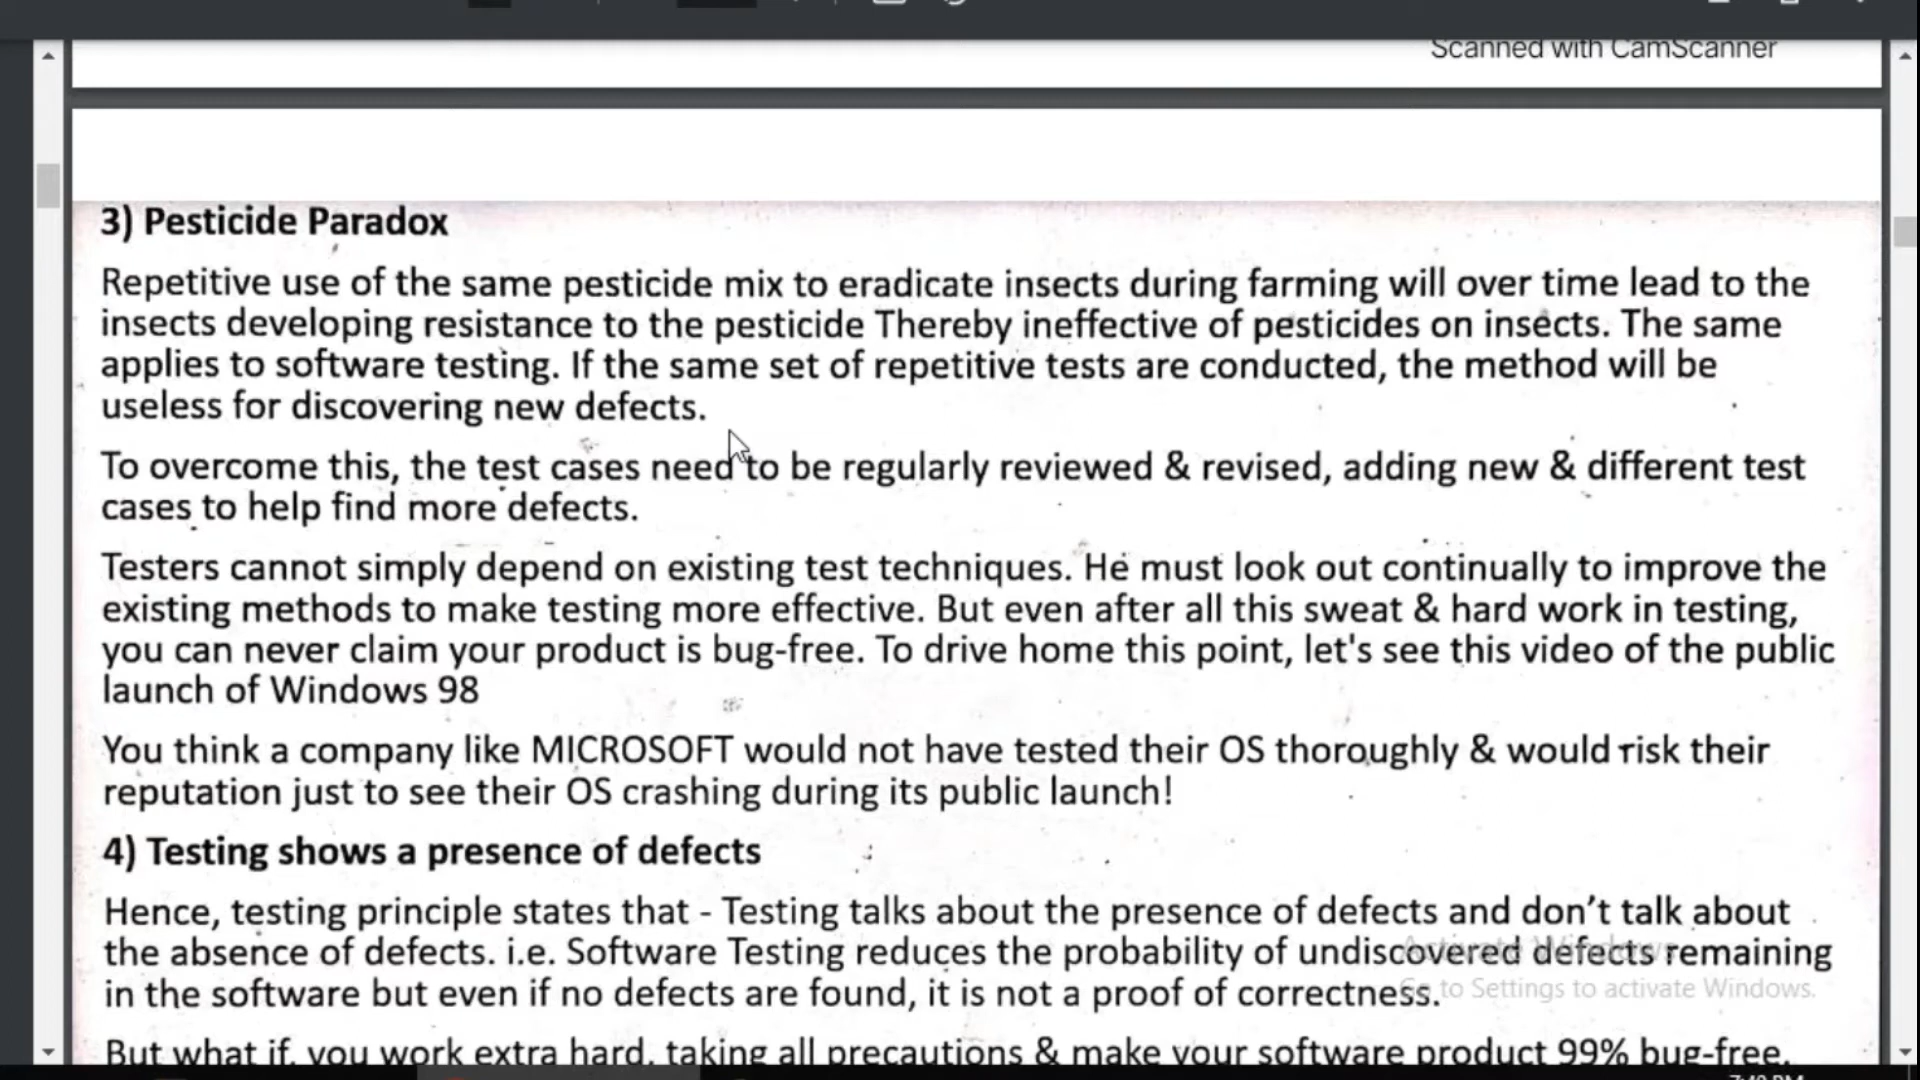 Scanned with CamScanner
3) Pesticide Paradox
Repetitive use of the same pesticide mix to eradicate insects during farming will over time lead to the
insects developing resistance to the pesticide Thereby ineffective of pesticides on insects. The same
applies to software testing. If the same set of repetitive tests are conducted, the method will be
useless for discovering new defects.
To overcome this, the test cases need to be regularly reviewed & revised, adding new & different test
cases to help find more defects.
Testers cannot simply depend on existing test techniques. He must look out continually to improve the
existing methods to make testing more effective. But even after all this sweat & hard work in testing,
you can never claim your product is bug-free. To drive home this point, let's see this video of the public
launch of Windows 98
You think a company like MICROSOFT would not have tested their OS thoroughly & would risk their
reputation just to see their OS crashing during its public launch!
4) Testing shows a presence of defects
Hence, testing principle states that - Testing talks about the presence of defects and don’t talk about
the absence of defects. i.e. Software Testing reduces the probability of undiscovered defects remaining
Activate Windows
in the software but even if no defects are found, it is not a proof of correctness.
Go to Settings to activate Windows.
But what if, you work extra hard, taking all precautions & make your software product 99% bug-free.